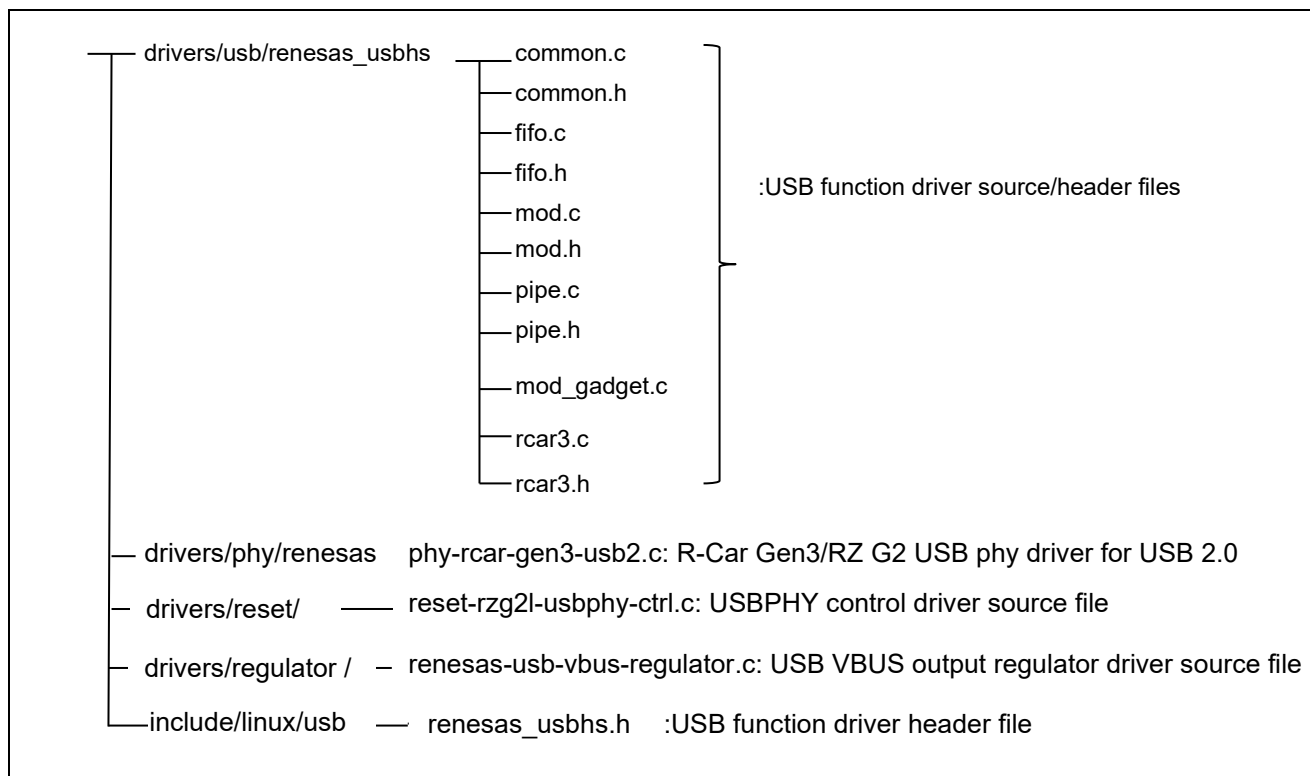 drivers/usb/renesas_usbhs common.c
common.h
fifo.c
fifo.h
:USB function driver source/header files
mod.c
mod.h
pipe.c
pipe.h
mod_gadget.c
rcar3.c
rcar3.h
drivers/phy/renesas phy-rcar-gen3-usb2.c: R-Car Gen3/RZ G2 USB phy driver for USB 2.0
drivers/reset/ reset-rzg2l-usbphy-ctrl.c: USBPHY control driver source file
drivers/regulator / renesas-usb-vbus-regulator.c: USB VBUS output regulator driver source file
include/linux/usb renesas_usbhs.h :USB function driver header file